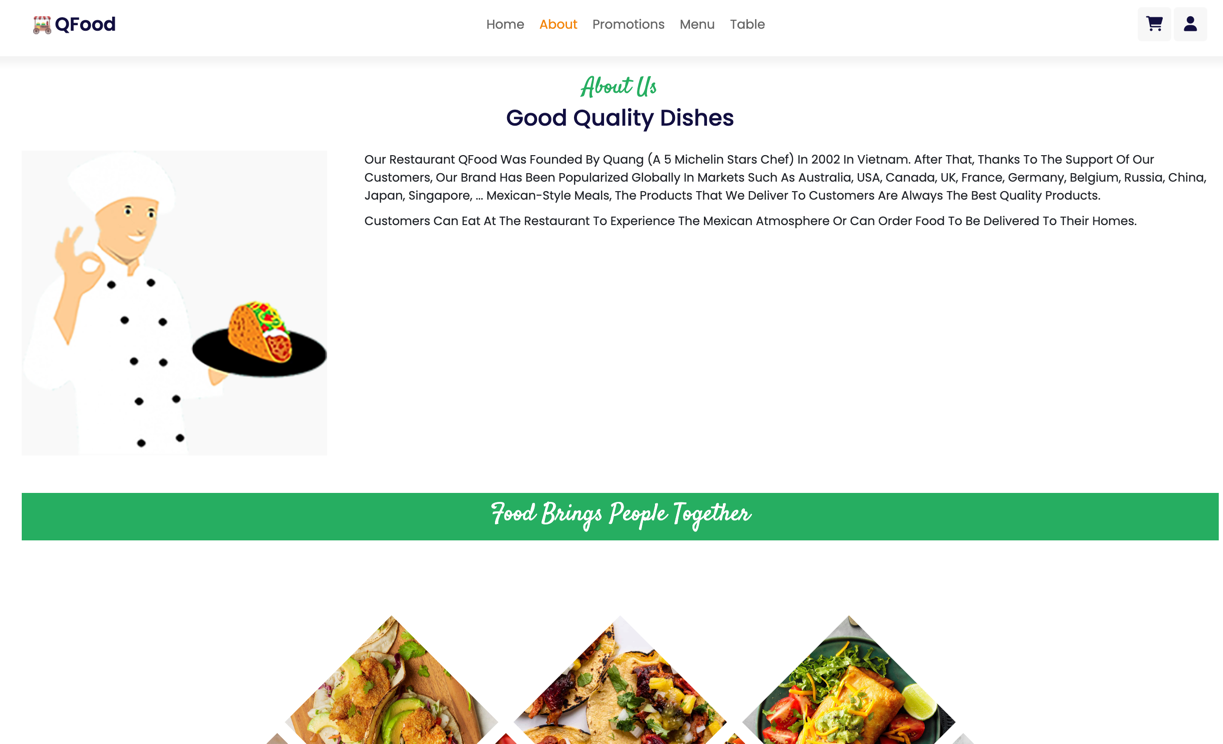 QFood
Home About Promotions Menu Table
About Us
Good Quality Dishes
Our Restaurant QFood Was Founded By Quang (A 5 Michelin Stars Chef) In 2002 In Vietnam. After That, Thanks To The Support Of Our
Customers, Our Brand Has Been Popularized Globally In Markets Such As Australia, USA, Canada, UK, France, Germany, Belgium, Russia, China,
Japan, Singapore, ... Mexican-Style Meals, The Products That We Deliver To Customers Are Always The Best Quality Products.
Customers Can Eat At The Restaurant To Experience The Mexican Atmosphere Or Can Order Food To Be Delivered To Their Homes.
Food Brings People Together